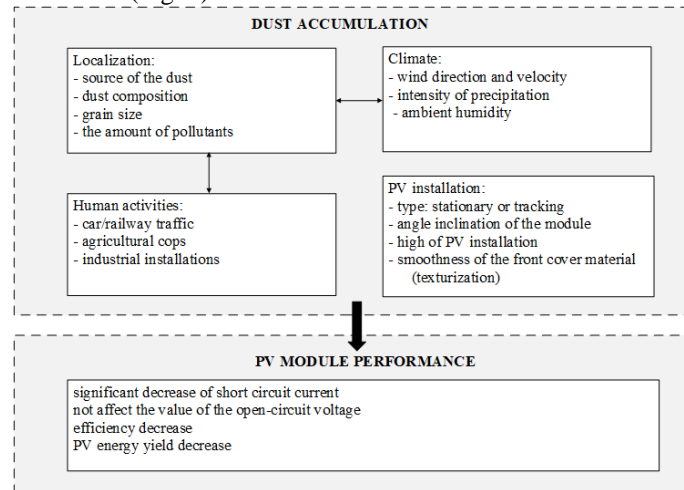 DUST ACCUMULATION
Localization:
- source of the dust
- dust composition
- grain size
- the amount of pollutants
Climate:
- wind direction and velocity
- intensity of precipitation
- ambient humidity
Human activities:
- car/railway traffic
- agricultural cops
- industrial installations
PV installation:
- type: stationary or tracking
- angle inclination of the module
- high of PV installation
- smoothness of the front cover material
(texturization)
PV MODULE PERFORMANCE
significant decrease of short circuit current
not affect the value of the open-circuit voltage
efficiency decrease
PV energy yield decrease